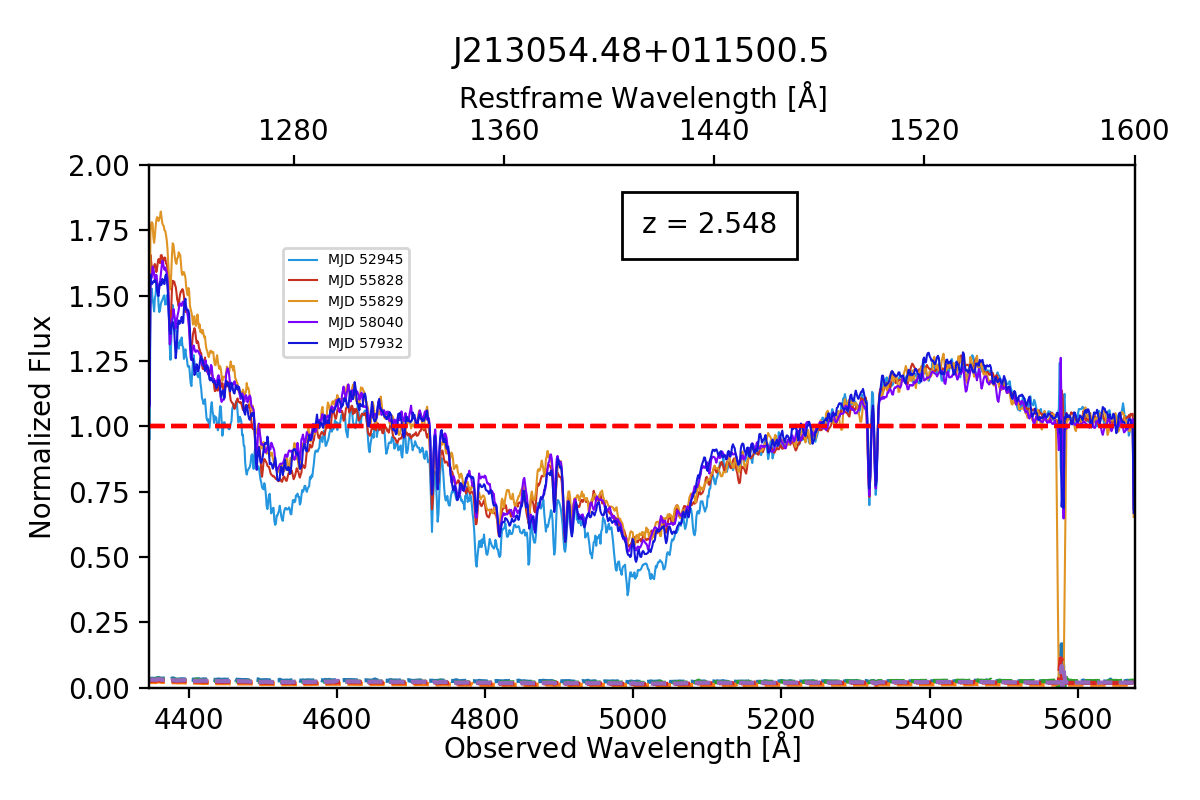 J213054.48+011500.5
Restframe Wavelength [Å]
1280 1360 1440 1520 1600
2.00
1.75
1.50
1.25
1.00
0.75
0.50
0.25
0.00
Normalized Flux
z = 2.548
MJD 52945
MJD 55828
MJD 55829
MJD 58040
MJD 57932
4400 4600 4800 5000 5200 5400 5600
Observed Wavelength [Å]